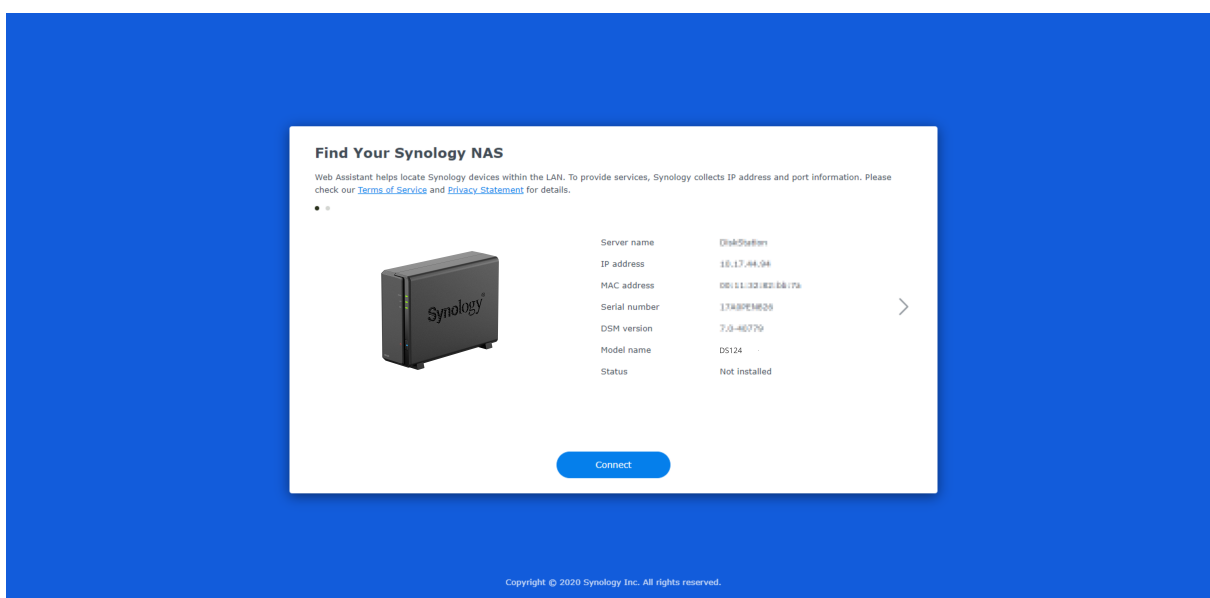 Find Your Synology NAS
Web Assistant helps locate Synology devices within the LAN. To provide services, Synology collects IP address and port information. Please
check our Terms of Service and Privacy Statement for details.
Synology®
Server name DiskStation
IP address
MAC address
Serial number
DSM version
Model name DS124
Status Not installed
Connect
Copyright © 2020 Synology Inc. All rights reserved.